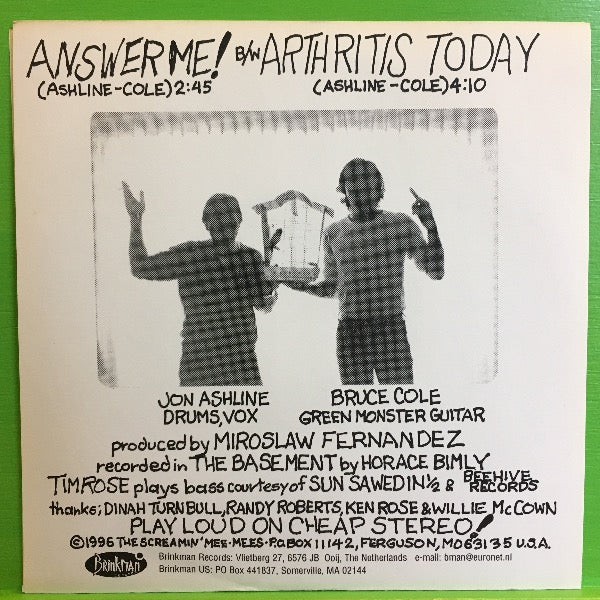 ANSWER ME! B/W ARTHRITIS TODAY
(ASHLINE-COLE) 2:45 (ASHLINE-COLE) 4:10
JON ASHLINE BRUCE COLE
DRUMS, VOX GREEN MONSTER GUITAR
produced by MIROSLAW FERNANDEZ
recorded in THE BASEMENT by HORACE BIMLY
TIM ROSE plays bass courtesy of SUN SAWED IN 1/2 & BEEHIVE RECORDS
thanks; DINAH TURNBULL, RANDY ROBERTS, KEN ROSE & WILLIE McCOWN
PLAY LOUD ON CHEAP STEREO!
©1996 THE SCREAMIN' MEE-MEES • P.O. BOX 11142, FERGUSON, MO 63135 U.S.A.
BRINKMAN
Brinkman Records: Vlietberg 27, 6576 JB Ooij, The Netherlands e-mail: bman@euronet.nl
Brinkman US: PO Box 441837, Somerville, MA 02144